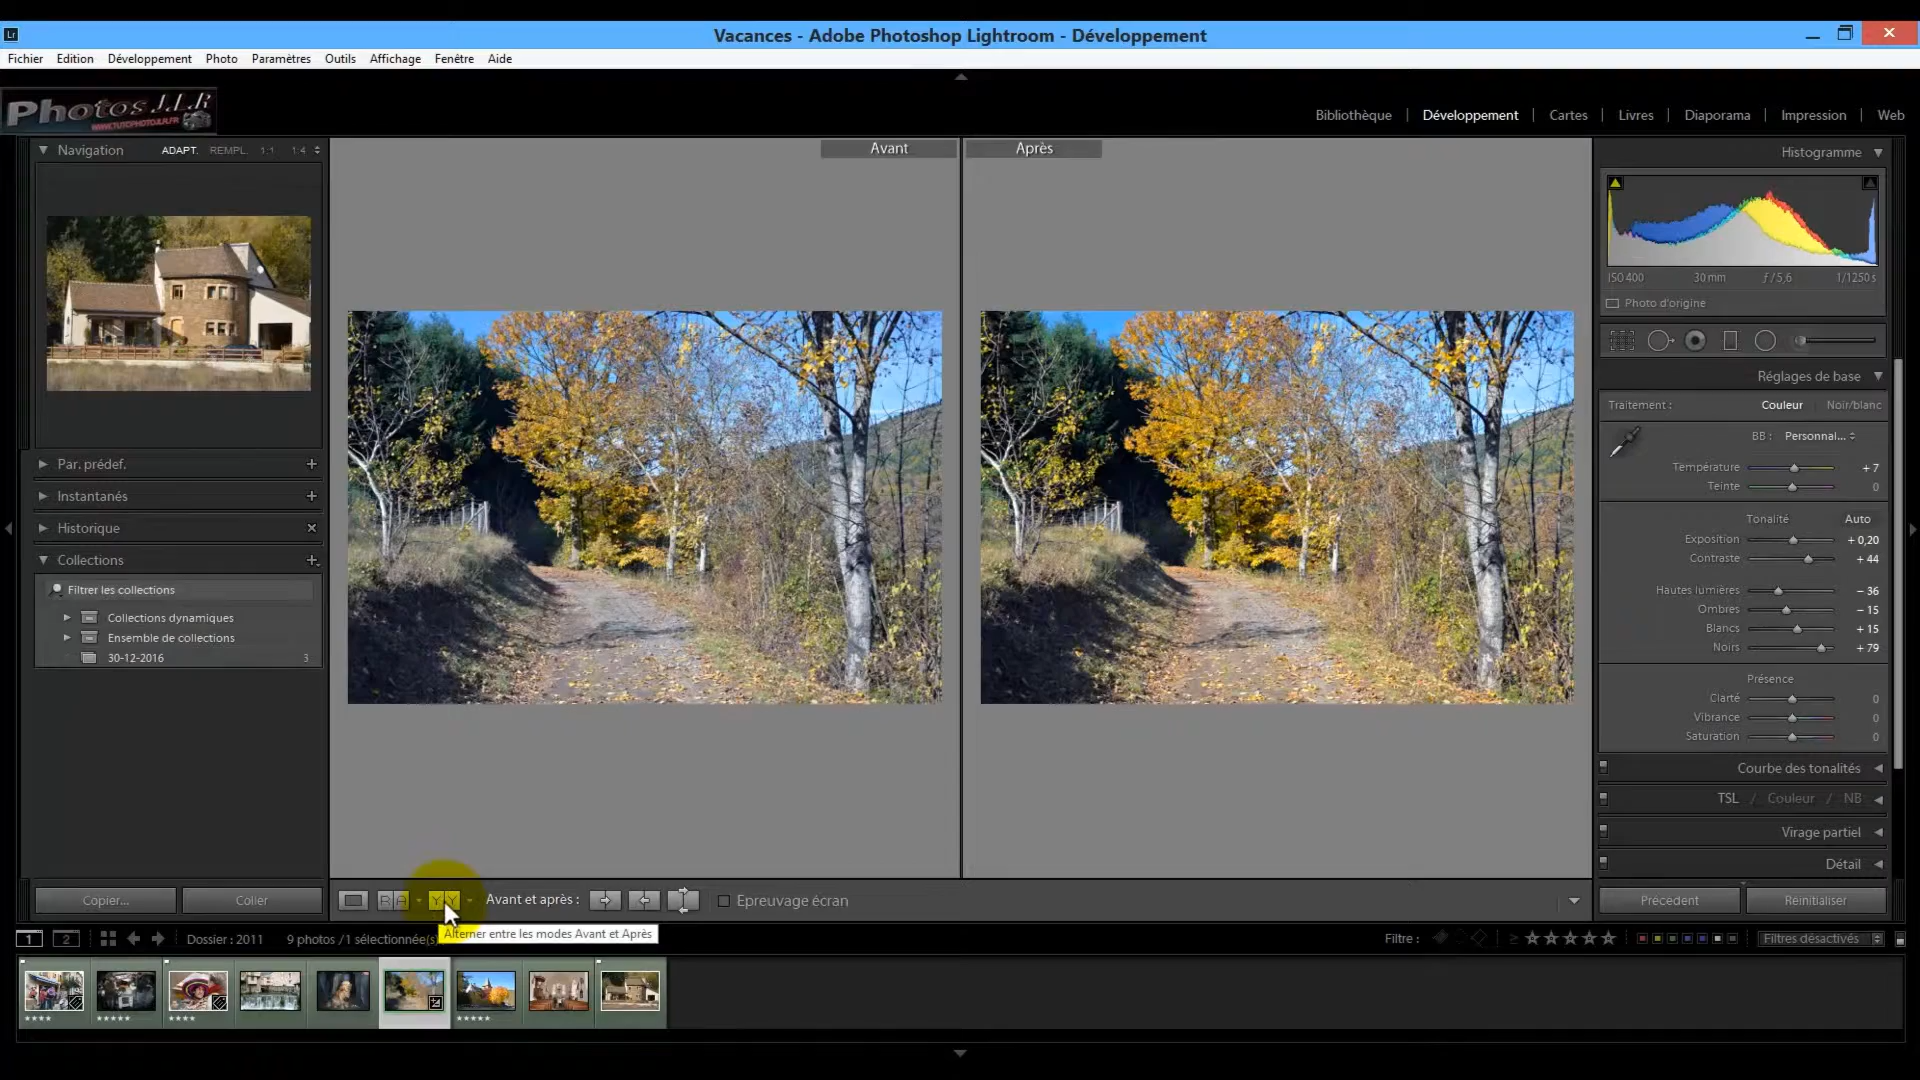 Lr
Vacances - Adobe Photoshop Lightroom - Développement
Fichier Edition Développement Photo Paramètres Outils Affichage Fenêtre Aide
Photos J.L.R
WWW.TUTOPHOTOJLR.FR
Bibliothèque | Développement | Cartes | Livres | Diaporama | Impression | Web
Navigation ADAPT. REMPL. 1:1 1:4
Avant
Après
Histogramme
ISO 400 30 mm ƒ / 5,6 1/1250 s
Photo d'origine
Réglages de base
Traitement : Couleur Noir/blanc
BB : Personnal...
Température + 7
Teinte 0
Tonalité Auto
Exposition + 0,20
Contraste + 44
Hautes lumières − 36
Ombres − 15
Blancs + 15
Noirs + 79
Présence
Clarté 0
Vibrance 0
Saturation 0
Courbe des tonalités
TSL / Couleur / NB
Virage partiel
Détail
Précédent Réinitialiser
Par. prédef.
Instantanés
Historique
Collections
Filtrer les collections
Collections dynamiques
Ensemble de collections
30-12-2016 3
Copier... Coller
R A Y Y Avant et après : Epreuvage écran
1 2 Dossier : 2011 9 photos /1 sélectionnée(s)
Alterner entre les modes Avant et Après
Filtre : ≥ Filtres désactivés